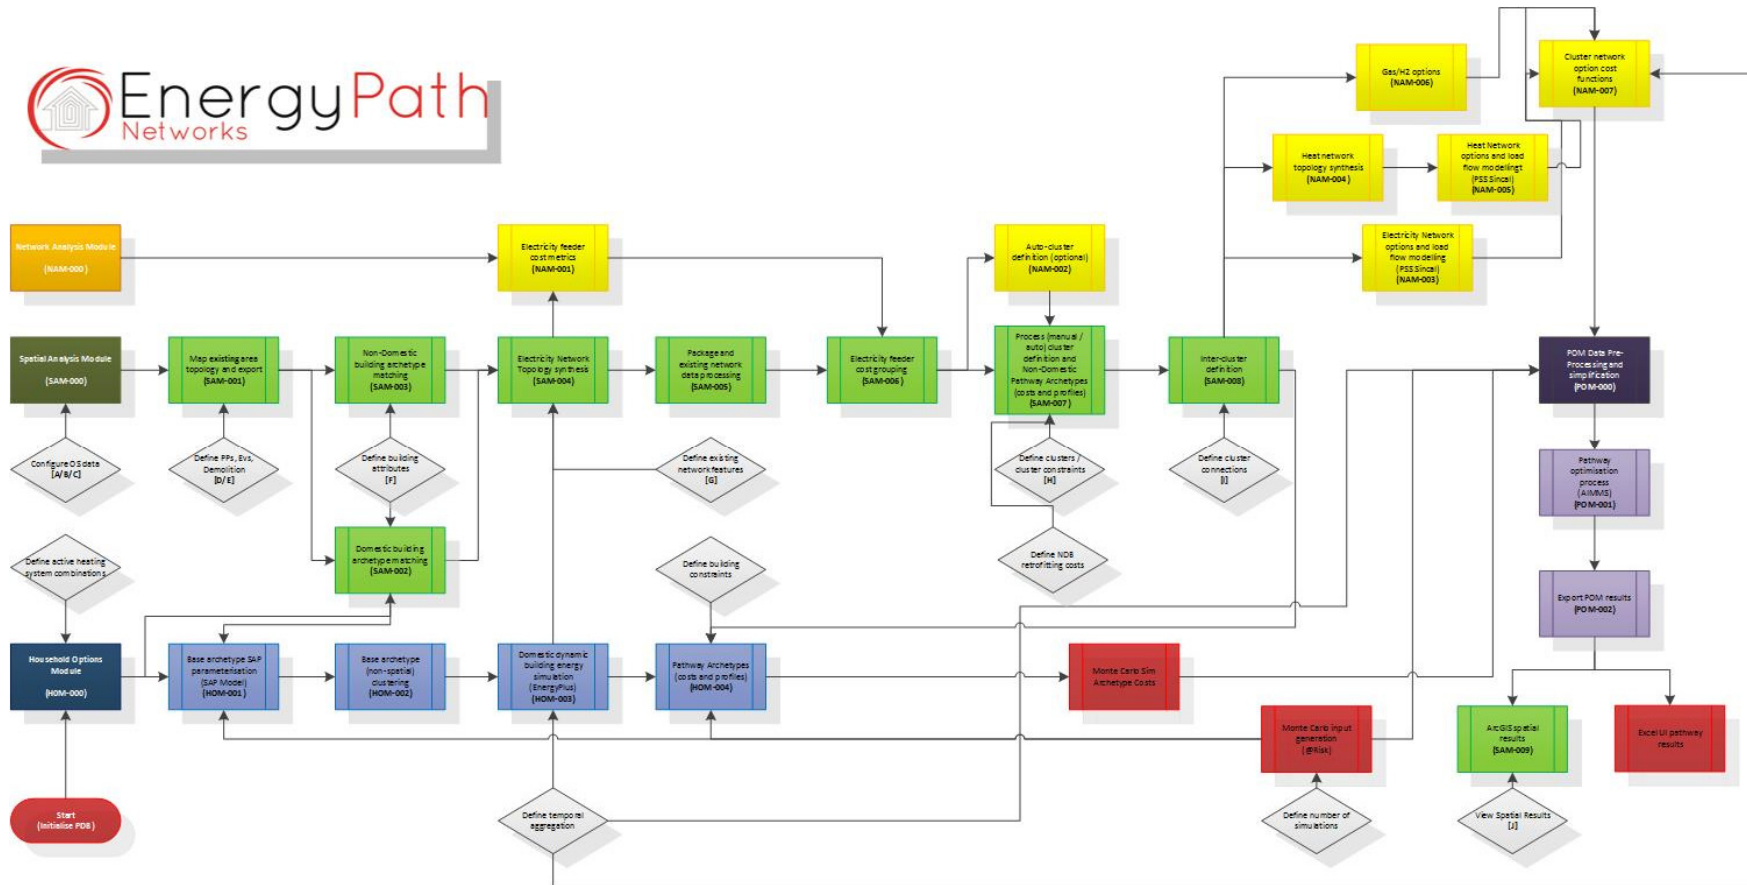 EnergyPath
Networks
Gas/H2 options
(NAM-006)
Cluster network
option cost
functions
(NAM-007)
Heat network
topology synthesis
(NAM-004)
Heat Network
options and load
flow modellingt
(PSS Sincal)
(NAM-005)
Network Analysis Module
(NAM-000)
Electricity feeder
cost metrics
(NAM-001)
Auto-cluster
definition (optional)
(NAM-002)
Electricity Network
options and load
flow modelling
(PSS Sincal)
(NAM-003)
Spatial Analysis Module
(SAM-000)
Map existing area
topology and export
(SAM-001)
Non-Domestic
building archetype
matching
(SAM-003)
Electricity Network
Topology synthesis
(SAM-004)
Package and
existing network
data processing
(SAM-005)
Electricity feeder
cost grouping
(SAM-006)
Process (manual /
auto) cluster
definition and
Non-Domestic
Pathway Archetypes
(costs and profiles)
(SAM-007)
Inter-cluster
definition
(SAM-008)
POM Data Pre-
Processing and
simplification
(POM-000)
Configure OS data
[A/B/C]
Define PPs, Evs,
Demolition
[D/E]
Define building
attributes
[F]
Define existing
network features
[G]
Define clusters /
cluster constraints
[H]
Define cluster
connections
[I]
Pathway
optimisation
process
(AIMMS)
(POM-001)
Define active heating
system combinations
Domestic building
archetype matching
(SAM-002)
Define building
constraints
Define NDB
retrofitting costs
Export POM results
(POM-002)
Household Options
Module
(HOM-000)
Base archetype SAP
parameterisation
(SAP Model)
(HOM-001)
Base archetype
(non-spatial)
clustering
(HOM-002)
Domestic dynamic
building energy
simulation
(EnergyPlus)
(HOM-003)
Pathway Archetypes
(costs and profiles)
(HOM-004)
Monte Carlo Sim
Archetype Costs
Monte Carlo input
generation
(@Risk)
ArcGIS spatial
results
(SAM-009)
Excel UI pathway
results
Start
(Initialise PDB)
Define temporal
aggregation
Define number of
simulations
View Spatial Results
[J]